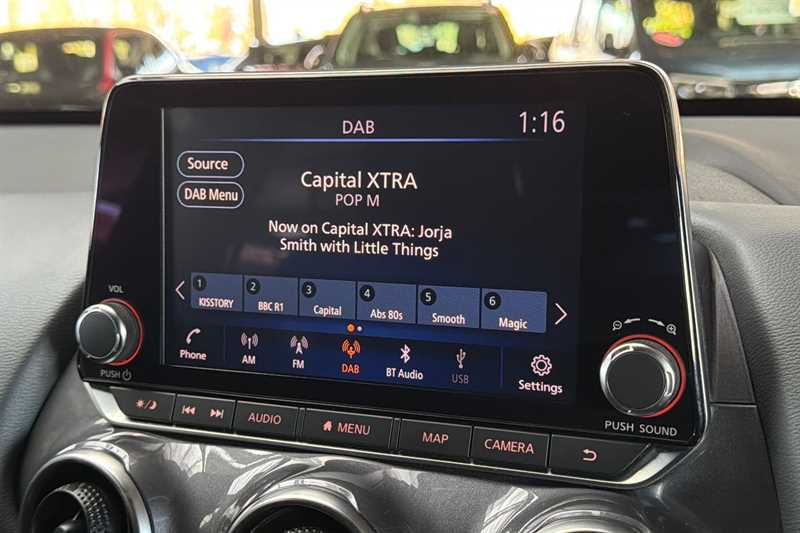 DAB
1:16
Source
DAB Menu
Capital XTRA
POP M
Now on Capital XTRA: Jorja
Smith with Little Things
1 2 3 4 5 6
KISSTORY BBC R1 Capital Abs 80s Smooth Magic
Phone AM FM DAB BT Audio USB Settings
VOL
PUSH
PUSH SOUND
AUDIO MENU MAP CAMERA